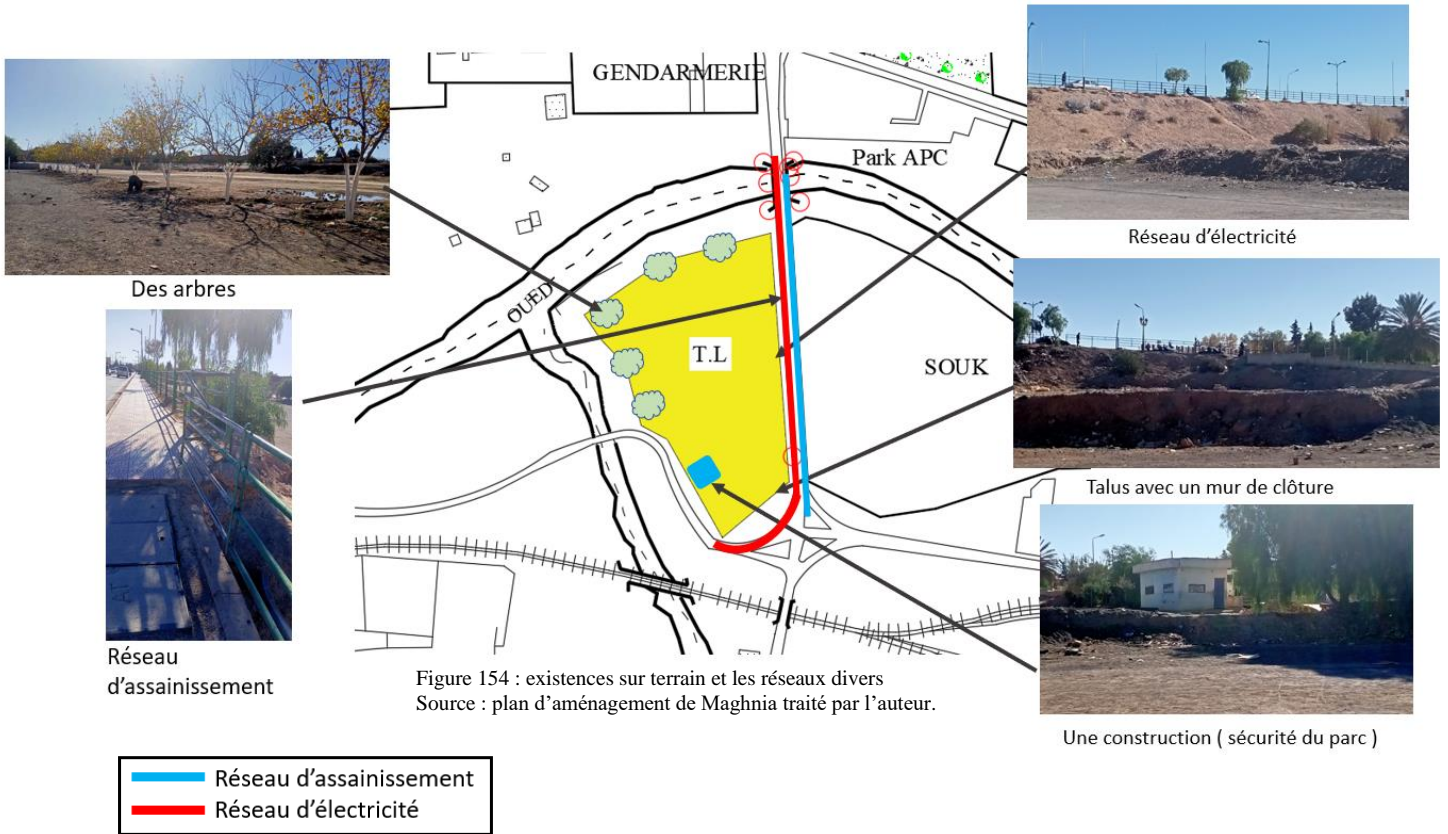 GENDARMERIE
Park APC
Des arbres
Réseau d’électricité
OUED
T.L
SOUK
Talus avec un mur de clôture
Réseau
d’assainissement
Figure 154 : existences sur terrain et les réseaux divers
Source : plan d’aménagement de Maghnia traité par l’auteur.
Une construction ( sécurité du parc )
Réseau d’assainissement
Réseau d’électricité